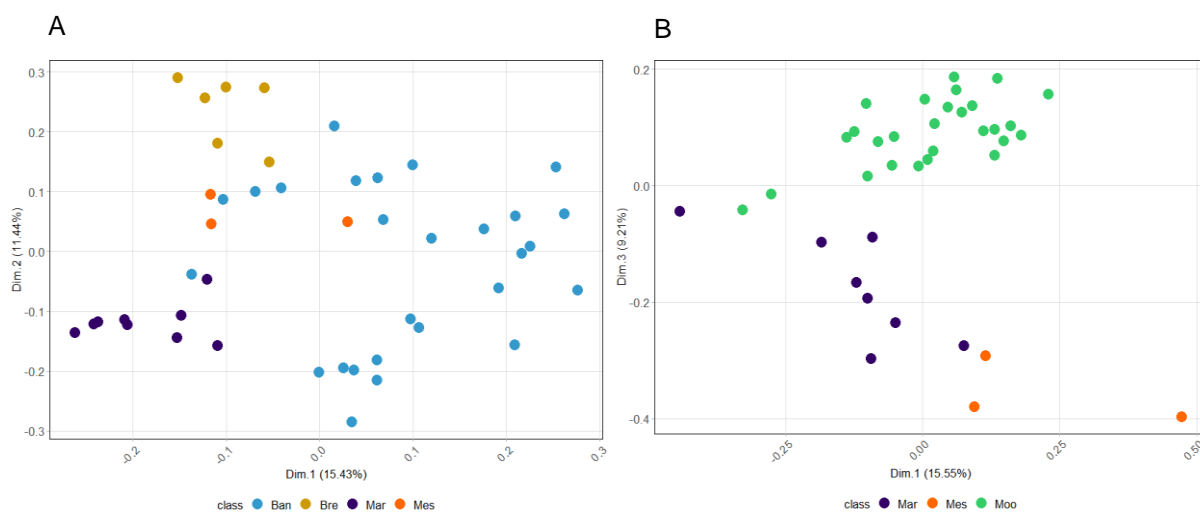 A
B
0.3
0.2
0.1
0.0
-0.1
-0.2
-0.3
Dim.2 (11.44%)
-0.2
-0.1
0.0
0.1
0.2
0.3
Dim.1 (15.43%)
class Ban Bre Mar Mes
0.2
0.0
-0.2
-0.4
Dim.3 (9.21%)
-0.25
0.00
0.25
0.50
Dim.1 (15.55%)
class Mar Mes Moo